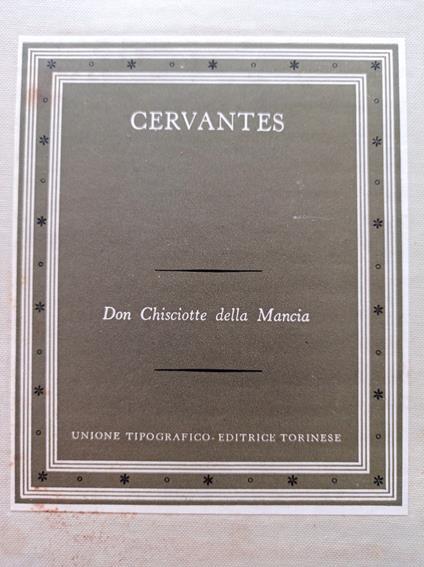 CERVANTES
Don Chisciotte della Mancia
UNIONE TIPOGRAFICO-EDITRICE TORINESE